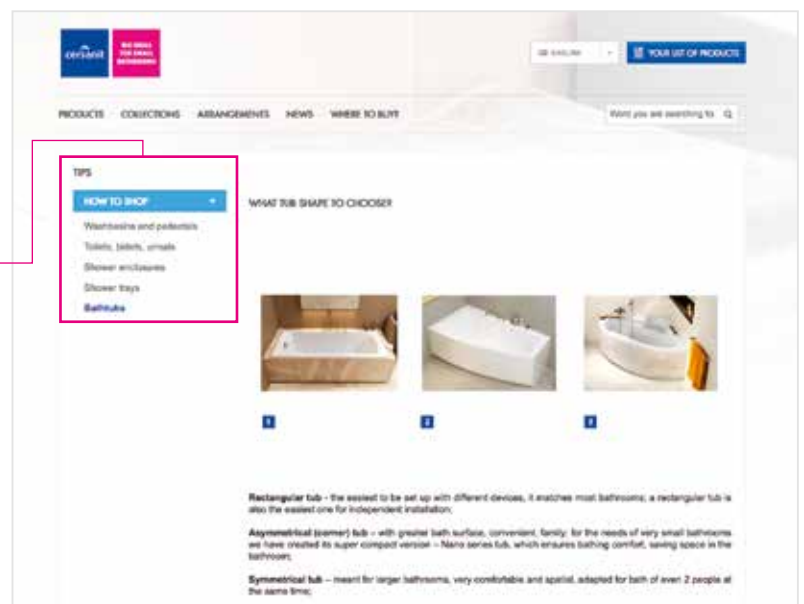 cersanit
WE SMALL
FOR SMALL
BATHROOMS
ENGLISH
YOUR LIST OF PRODUCTS
PRODUCTS COLLECTIONS ARRANGEMENTS NEWS WHERE TO BUY?
Word you are searching fo
TIPS
HOW TO SHOP
Washbasins and pedestals
Toilets, bidets, urinals
Shower enclosures
Shower trays
Bathtubs
WHAT TUB SHAPE TO CHOOSE?
1
2
3
Rectangular tub - the easiest to be set up with different devices, it matches most bathrooms; a rectangular tub is
also the easiest one for independent installation;
Asymmetrical (corner) tub – with greater bath surface, convenient, family; for the needs of very small bathrooms
we have created its super compact version – Nano series tub, which ensures bathing comfort, saving space in the
bathroom;
Symmetrical tub – meant for larger bathrooms, very comfortable and spatial, adapted for bath of even 2 people at
the same time;